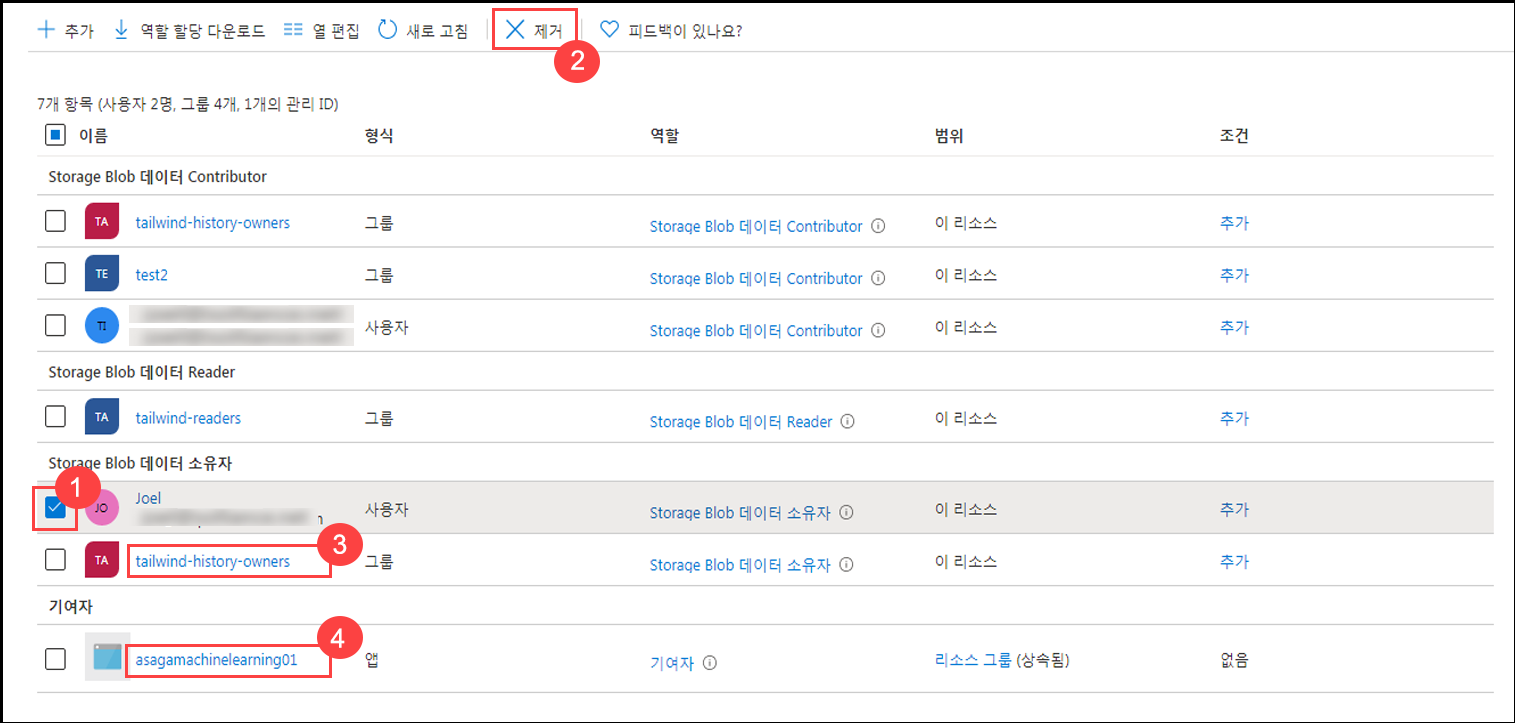 추가 역할 할당 다운로드 열 편집 새로 고침 제거 피드백이 있나요?
2
7개 항목 (사용자 2명, 그룹 4개, 1개의 관리 ID)
이름 형식 역할 범위 조건
Storage Blob 데이터 Contributor
TA tailwind-history-owners 그룹 Storage Blob 데이터 Contributor 이 리소스 추가
TE test2 그룹 Storage Blob 데이터 Contributor 이 리소스 추가
TI 사용자 Storage Blob 데이터 Contributor 이 리소스 추가
Storage Blob 데이터 Reader
TA tailwind-readers 그룹 Storage Blob 데이터 Reader 이 리소스 추가
Storage Blob 데이터 소유자
1
JO Joel 사용자 Storage Blob 데이터 소유자 이 리소스 추가
3
TA tailwind-history-owners 그룹 Storage Blob 데이터 소유자 이 리소스 추가
기여자
4
asagamachinelearning01 앱 기여자 리소스 그룹 (상속됨) 없음